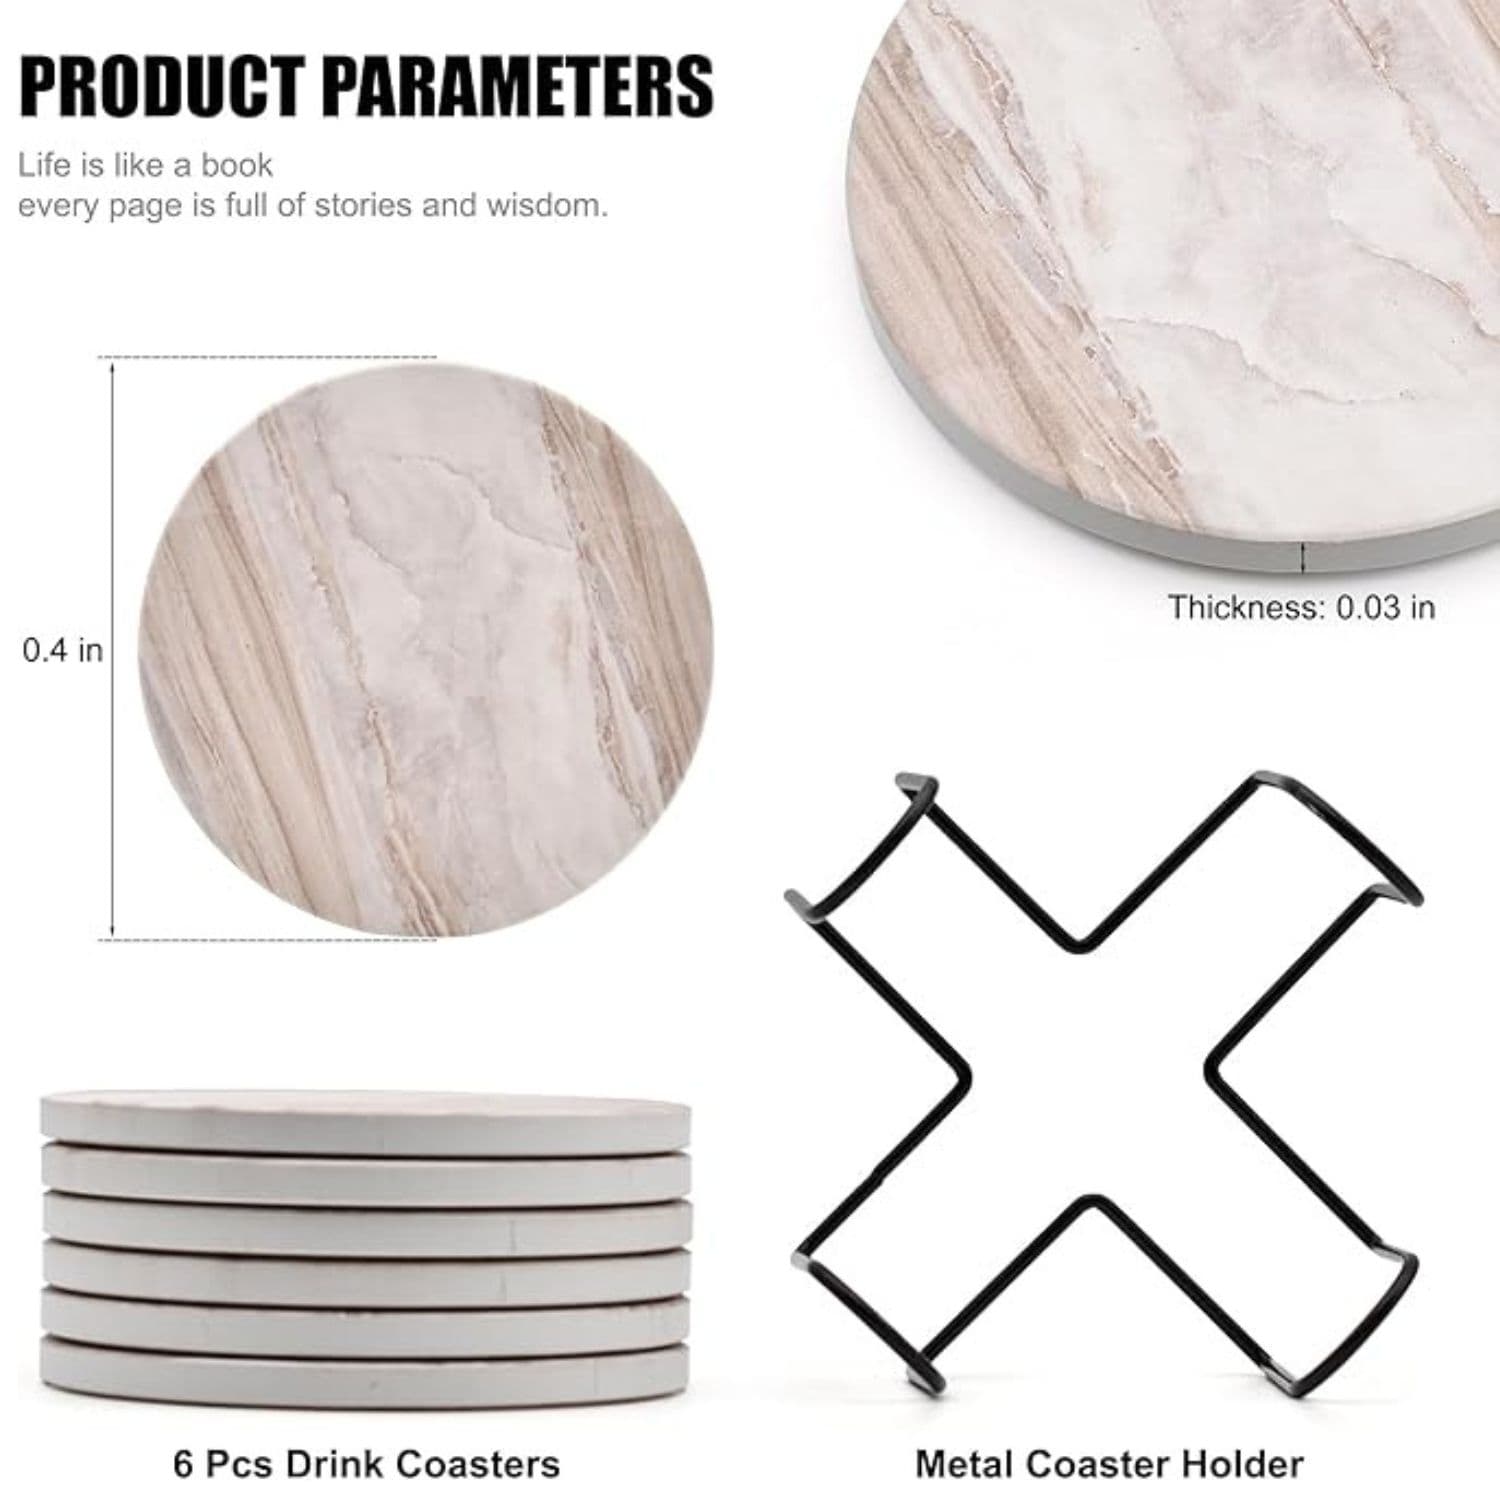 PRODUCT PARAMETERS
Life is like a book
every page is full of stories and wisdom.
0.4 in
Thickness: 0.03 in
6 Pcs Drink Coasters
Metal Coaster Holder